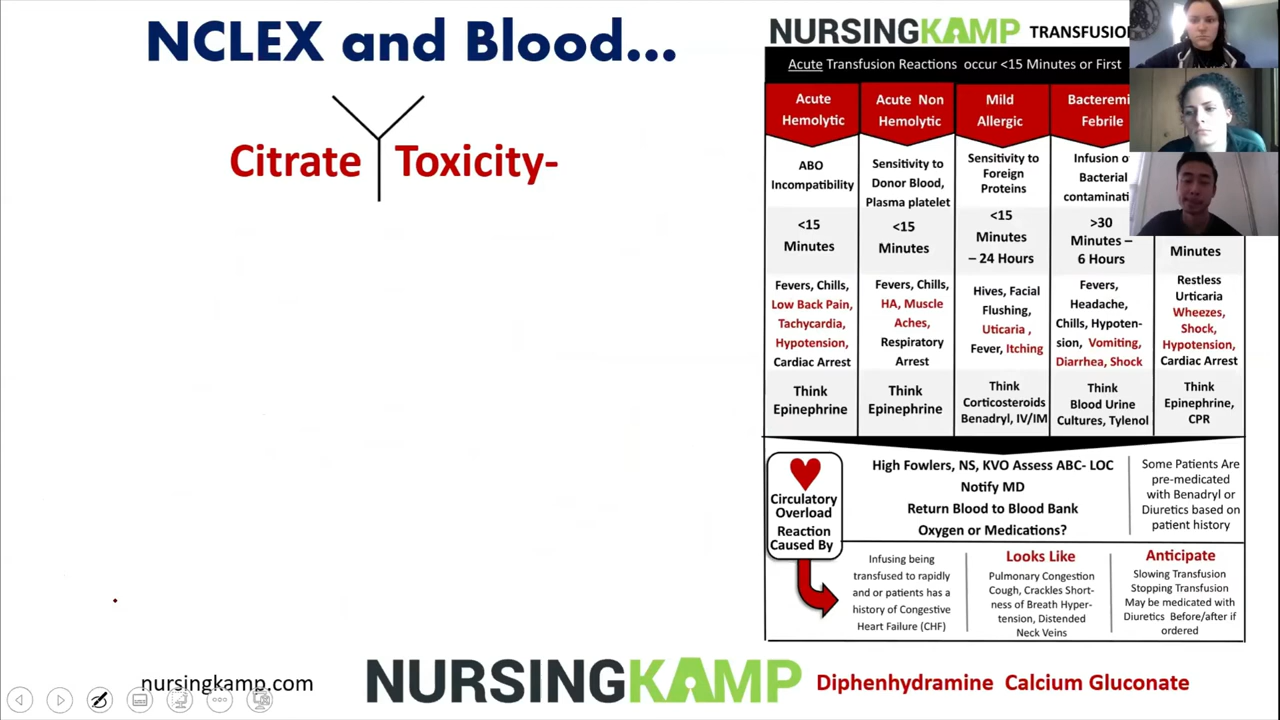 NCLEX and Blood...
Citrate Toxicity-
NURSINGKAMP TRANSFUSIO
Acute Transfusion Reactions occur <15 Minutes or First
Acute
Hemolytic
Acute Non
Hemolytic
Mild
Allergic
Bacteremi
Febrile
ABO
Incompatibility
Sensitivity to
Donor Blood,
Plasma platelet
Sensitivity to
Foreign
Proteins
Infusion o
Bacterial
contaminati
<15
Minutes
<15
Minutes
<15
Minutes
– 24 Hours
>30
Minutes –
6 Hours
Minutes
Fevers, Chills,
Low Back Pain,
Tachycardia,
Hypotension,
Cardiac Arrest
Fevers, Chills,
HA, Muscle
Aches,
Respiratory
Arrest
Hives, Facial
Flushing,
Uticaria ,
Fever, Itching
Fevers,
Headache,
Chills, Hypoten-
sion, Vomiting,
Diarrhea, Shock
Restless
Urticaria
Wheezes,
Shock,
Hypotension,
Cardiac Arrest
Think
Epinephrine
Think
Epinephrine
Think
Corticosteroids
Benadryl, IV/IM
Think
Blood Urine
Cultures, Tylenol
Think
Epinephrine,
CPR
Circulatory
Overload
Reaction
Caused By
High Fowlers, NS, KVO Assess ABC- LOC
Notify MD
Return Blood to Blood Bank
Oxygen or Medications?
Some Patients Are
pre-medicated
with Benadryl or
Diuretics based on
patient history
Infusing being
transfused to rapidly
and or patients has a
history of Congestive
Heart Failure (CHF)
Looks Like
Pulmonary Congestion
Cough, Crackles Short-
ness of Breath Hyper-
tension, Distended
Neck Veins
Anticipate
Slowing Transfusion
Stopping Transfusion
May be medicated with
Diuretics Before/after if
ordered
nursingkamp.com
NURSINGKAMP
Diphenhydramine Calcium Gluconate